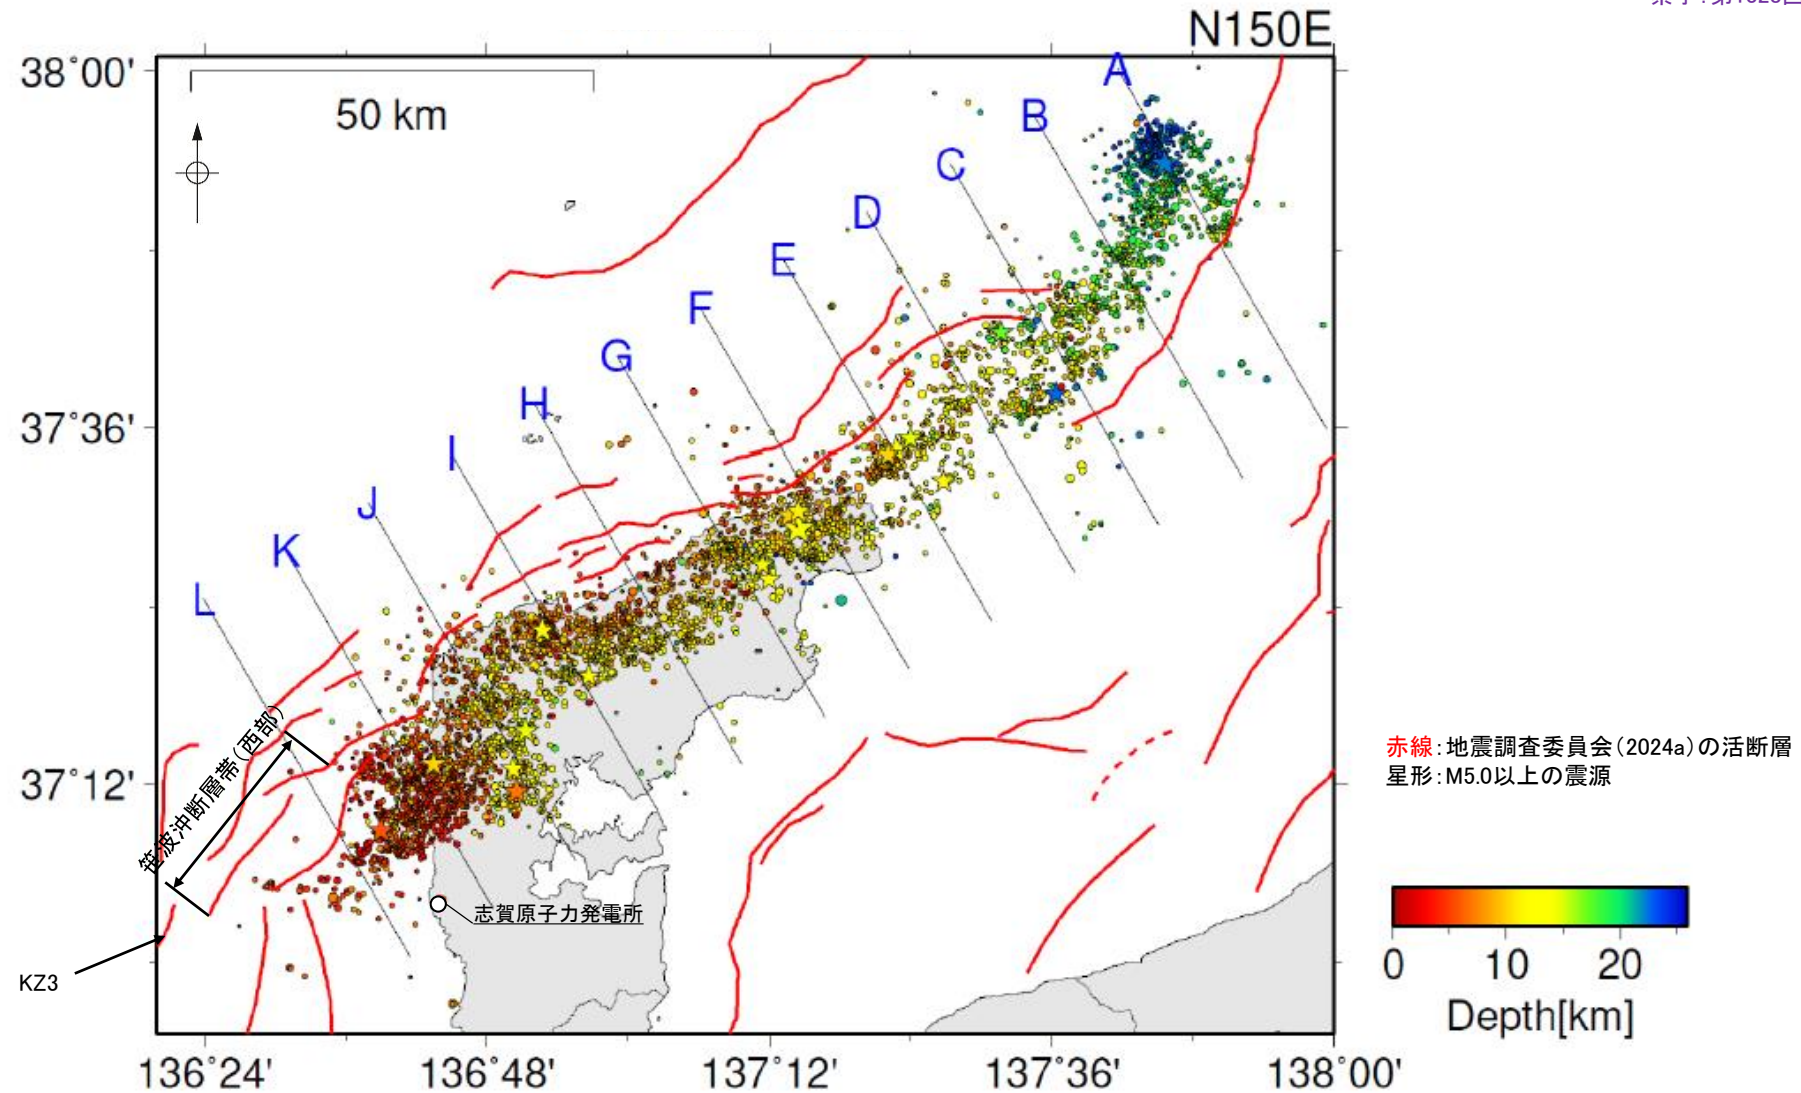 N150E
38°00'
50 km
A
B
C
D
E
F
G
H
I
J
K
L
37°36'
37°12'
笹波沖断層帯(西部)
志賀原子力発電所
KZ3
赤線:地震調査委員会(2024a)の活断層
星形:M5.0以上の震源
0 10 20
Depth[km]
136°24' 136°48' 137°12' 137°36' 138°00'